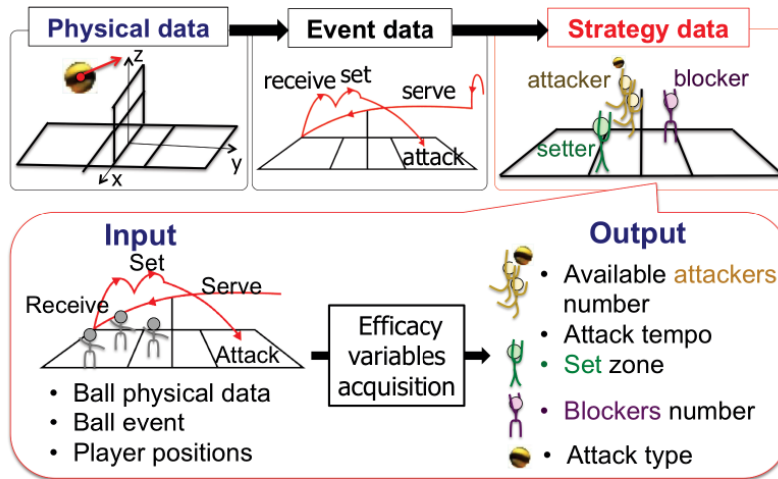 Physical data
Event data
Strategy data
z
y
x
receive set
serve
attack
attacker
blocker
setter
Input
Set
Serve
Receive
Attack
• Ball physical data
• Ball event
• Player positions
Efficacy
variables
acquisition
Output
• Available attackers
number
• Attack tempo
• Set zone
• Blockers number
• Attack type